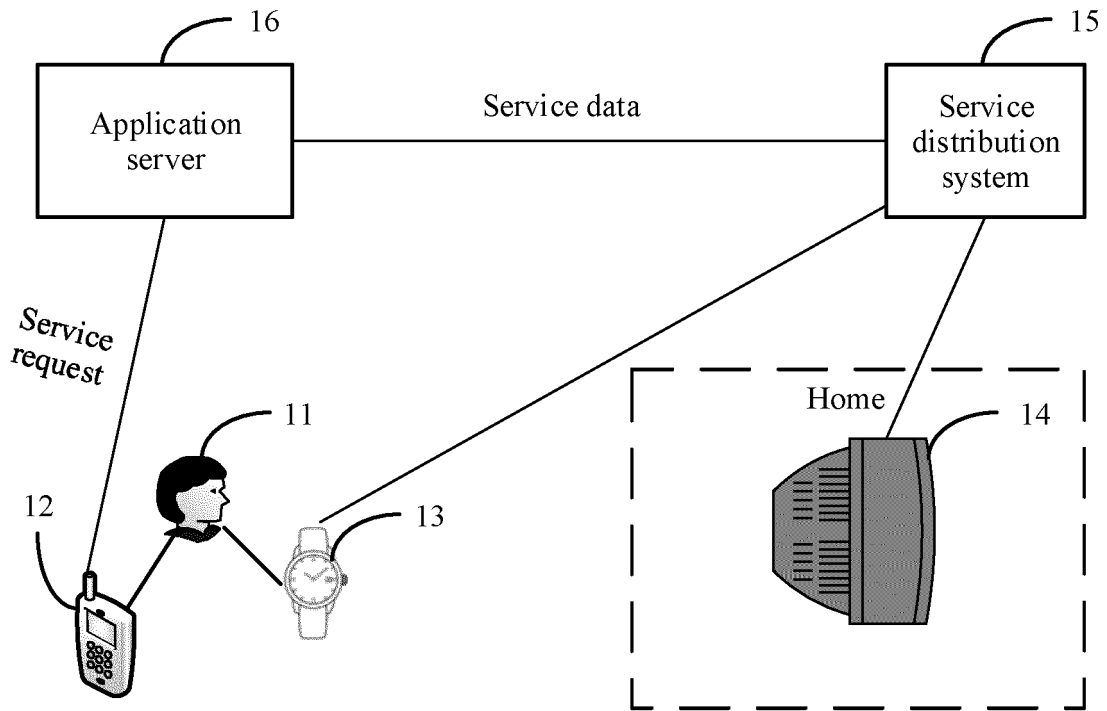 16
15
Application
server
Service data
Service
distribution
system
Service
request
Home
11
14
12
13